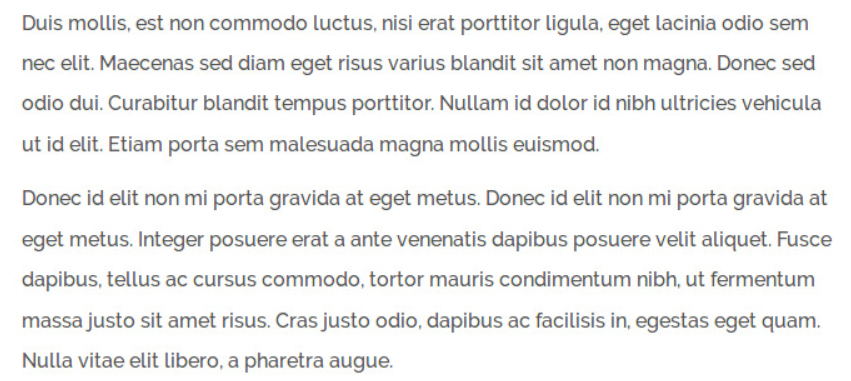 Duis mollis, est non commodo luctus, nisi erat porttitor ligula, eget lacinia odio sem
nec elit. Maecenas sed diam eget risus varius blandit sit amet non magna. Donec sed
odio dui. Curabitur blandit tempus porttitor. Nullam id dolor id nibh ultricies vehicula
ut id elit. Etiam porta sem malesuada magna mollis euismod.
Donec id elit non mi porta gravida at eget metus. Donec id elit non mi porta gravida at
eget metus. Integer posuere erat a ante venenatis dapibus posuere velit aliquet. Fusce
dapibus, tellus ac cursus commodo, tortor mauris condimentum nibh, ut fermentum
massa justo sit amet risus. Cras justo odio, dapibus ac facilisis in, egestas eget quam.
Nulla vitae elit libero, a pharetra augue.